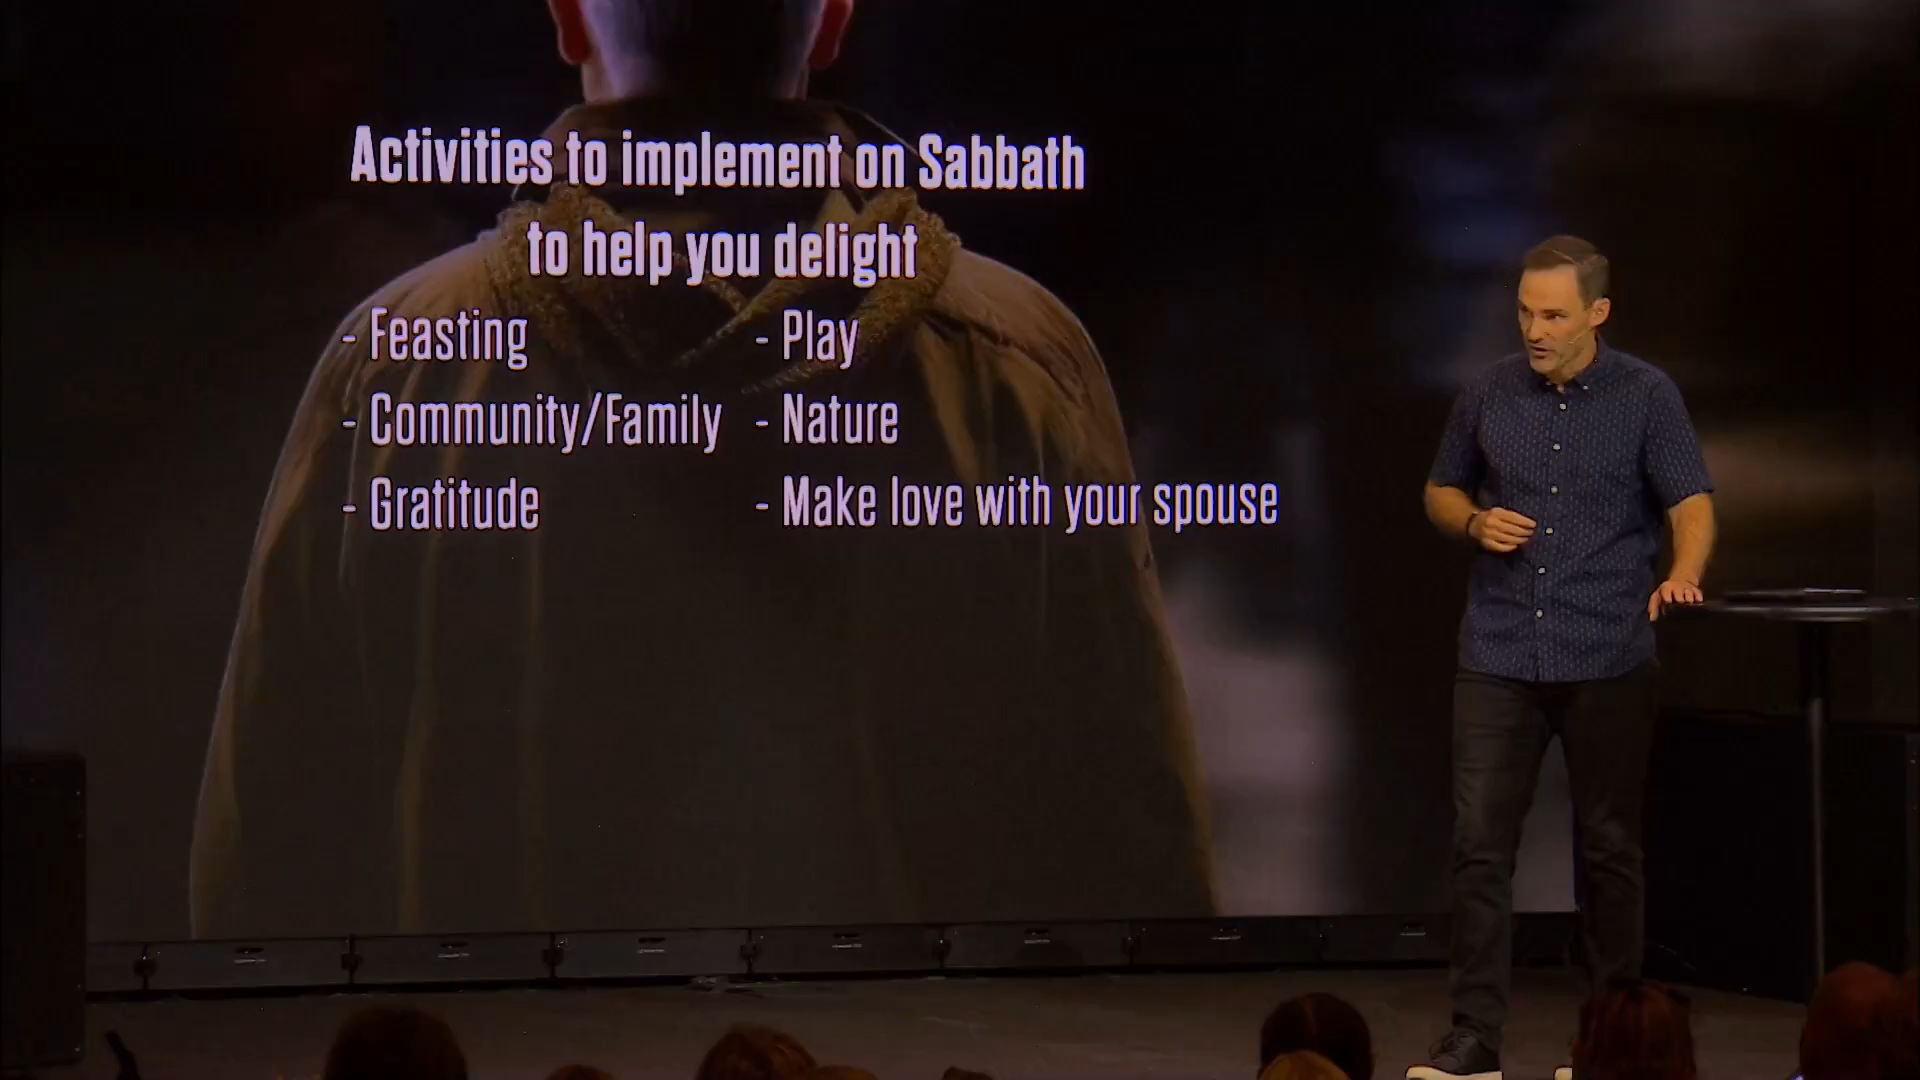 Activities to implement on Sabbath
to help you delight
- Feasting
- Community/Family
- Gratitude
- Play
- Nature
- Make love with your spouse